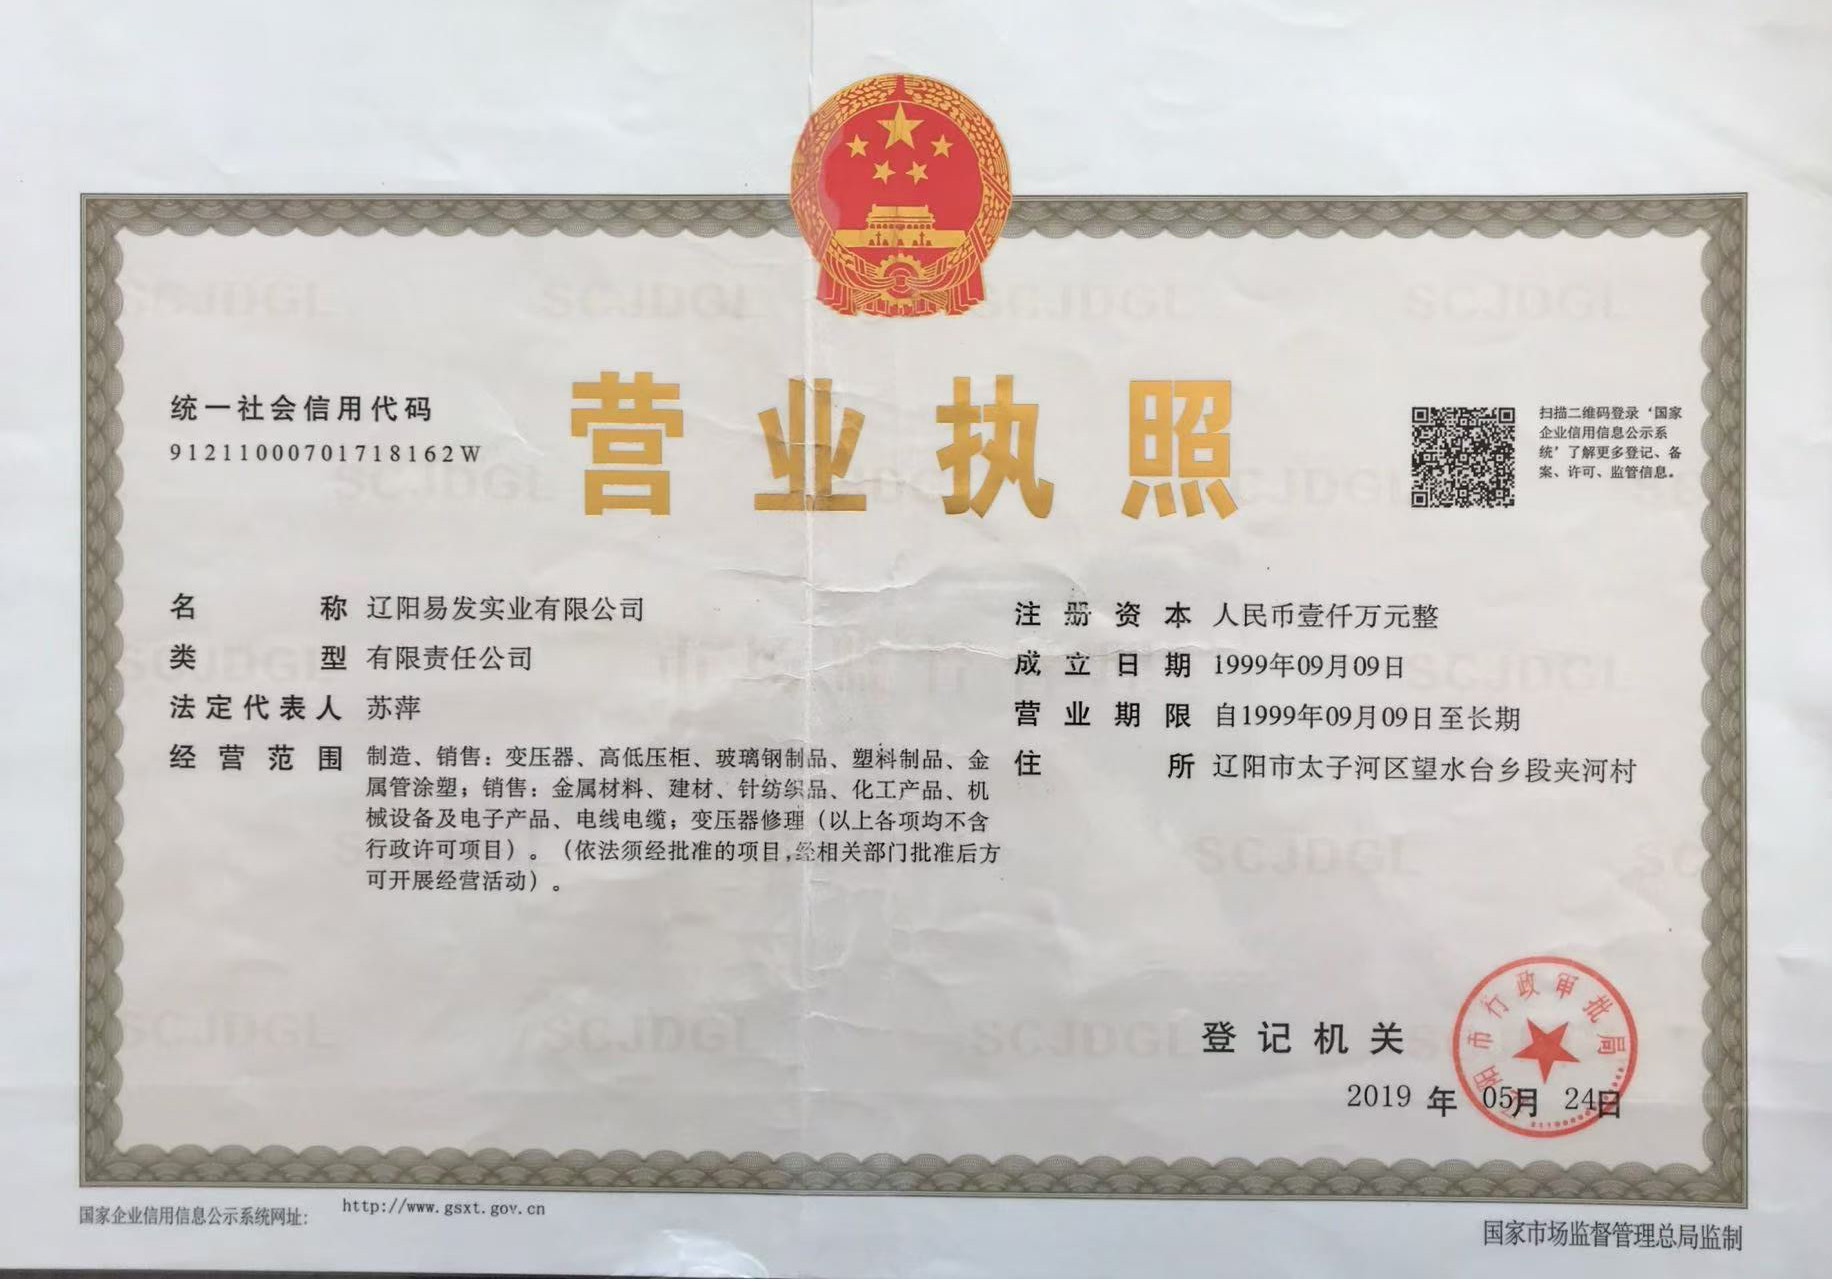 统一社会信用代码
91211000701718162W
营业执照
扫描二维码登录‘国家
企业信用信息公示系
统’了解更多登记、备
案、许可、监管信息。
名称 辽阳易发实业有限公司
类型 有限责任公司
法定代表人 苏萍
经营范围 制造、销售：变压器、高低压柜、玻璃钢制品、塑料制品、金
属管涂塑；销售：金属材料、建材、针纺织品、化工产品、机
械设备及电子产品、电线电缆；变压器修理（以上各项均不含
行政许可项目）。（依法须经批准的项目,经相关部门批准后方
可开展经营活动）。
注册资本 人民币壹仟万元整
成立日期 1999年09月09日
营业期限 自1999年09月09日至长期
住所 辽阳市太子河区望水台乡段夹河村
登记机关
阳市行政审批局
2019 年 05月 24日
国家企业信用信息公示系统网址: http://www.gsxt.gov.cn
国家市场监督管理总局监制
SCJDGL